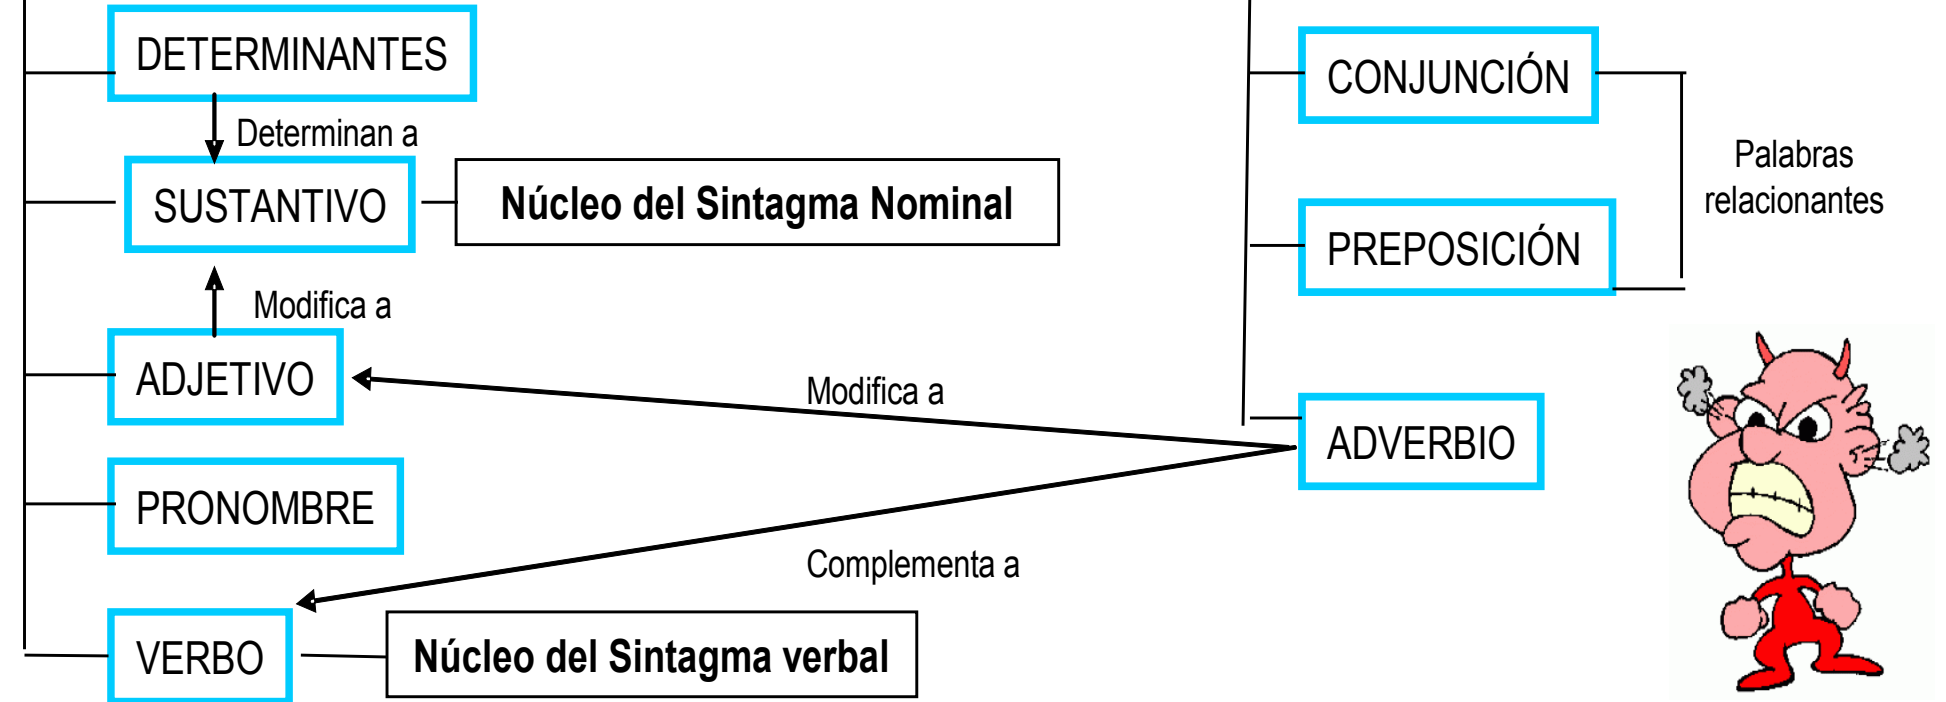 DETERMINANTES
Determinan a
SUSTANTIVO
Núcleo del Sintagma Nominal
Modifica a
ADJETIVO
PRONOMBRE
VERBO
Núcleo del Sintagma verbal
Modifica a
Complementa a
CONJUNCIÓN
PREPOSICIÓN
Palabras
relacionantes
ADVERBIO